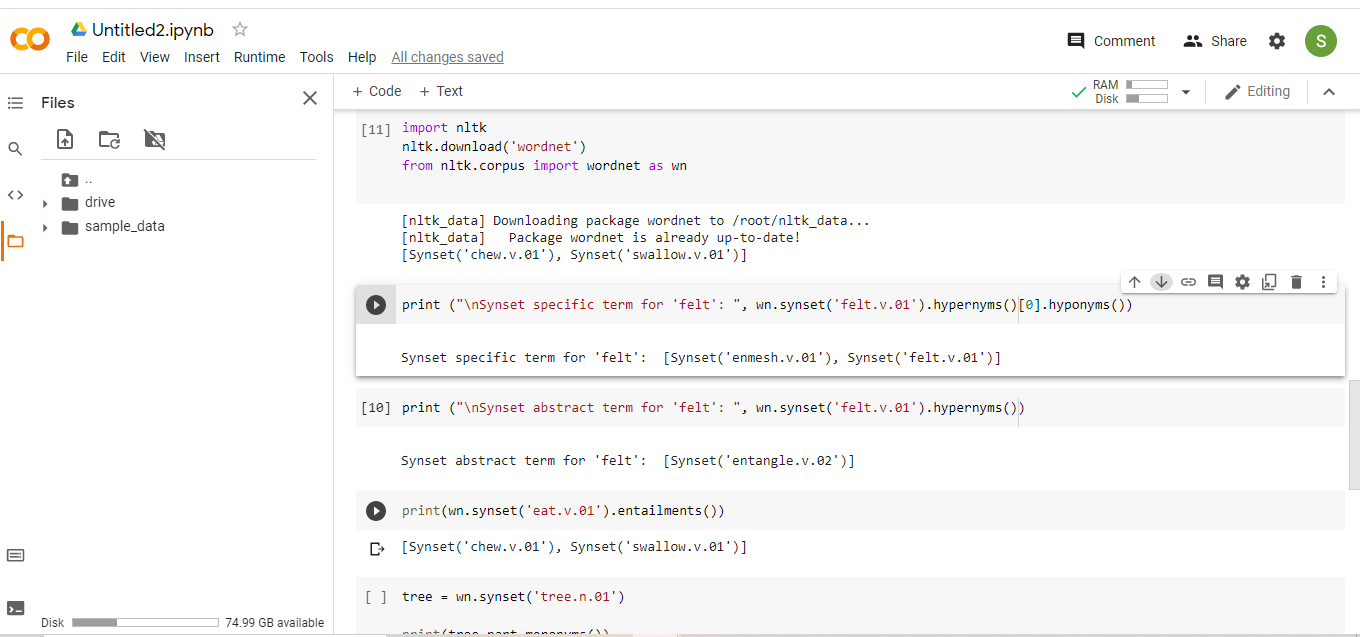 Untitled2.ipynb
File Edit View Insert Runtime Tools Help All changes saved
Comment Share S
Files
+ Code + Text
RAM
Disk
Editing
..
drive
sample_data
[11] import nltk
nltk.download('wordnet')
from nltk.corpus import wordnet as wn
[nltk_data] Downloading package wordnet to /root/nltk_data...
[nltk_data]   Package wordnet is already up-to-date!
[Synset('chew.v.01'), Synset('swallow.v.01')]
print ("\nSynset specific term for 'felt': ", wn.synset('felt.v.01').hypernyms()[0].hyponyms())
Synset specific term for 'felt':  [Synset('enmesh.v.01'), Synset('felt.v.01')]
[10] print ("\nSynset abstract term for 'felt': ", wn.synset('felt.v.01').hypernyms())
Synset abstract term for 'felt':  [Synset('entangle.v.02')]
print(wn.synset('eat.v.01').entailments())
[Synset('chew.v.01'), Synset('swallow.v.01')]
[ ] tree = wn.synset('tree.n.01')
print(tree.part_meronyms())
Disk 74.99 GB available